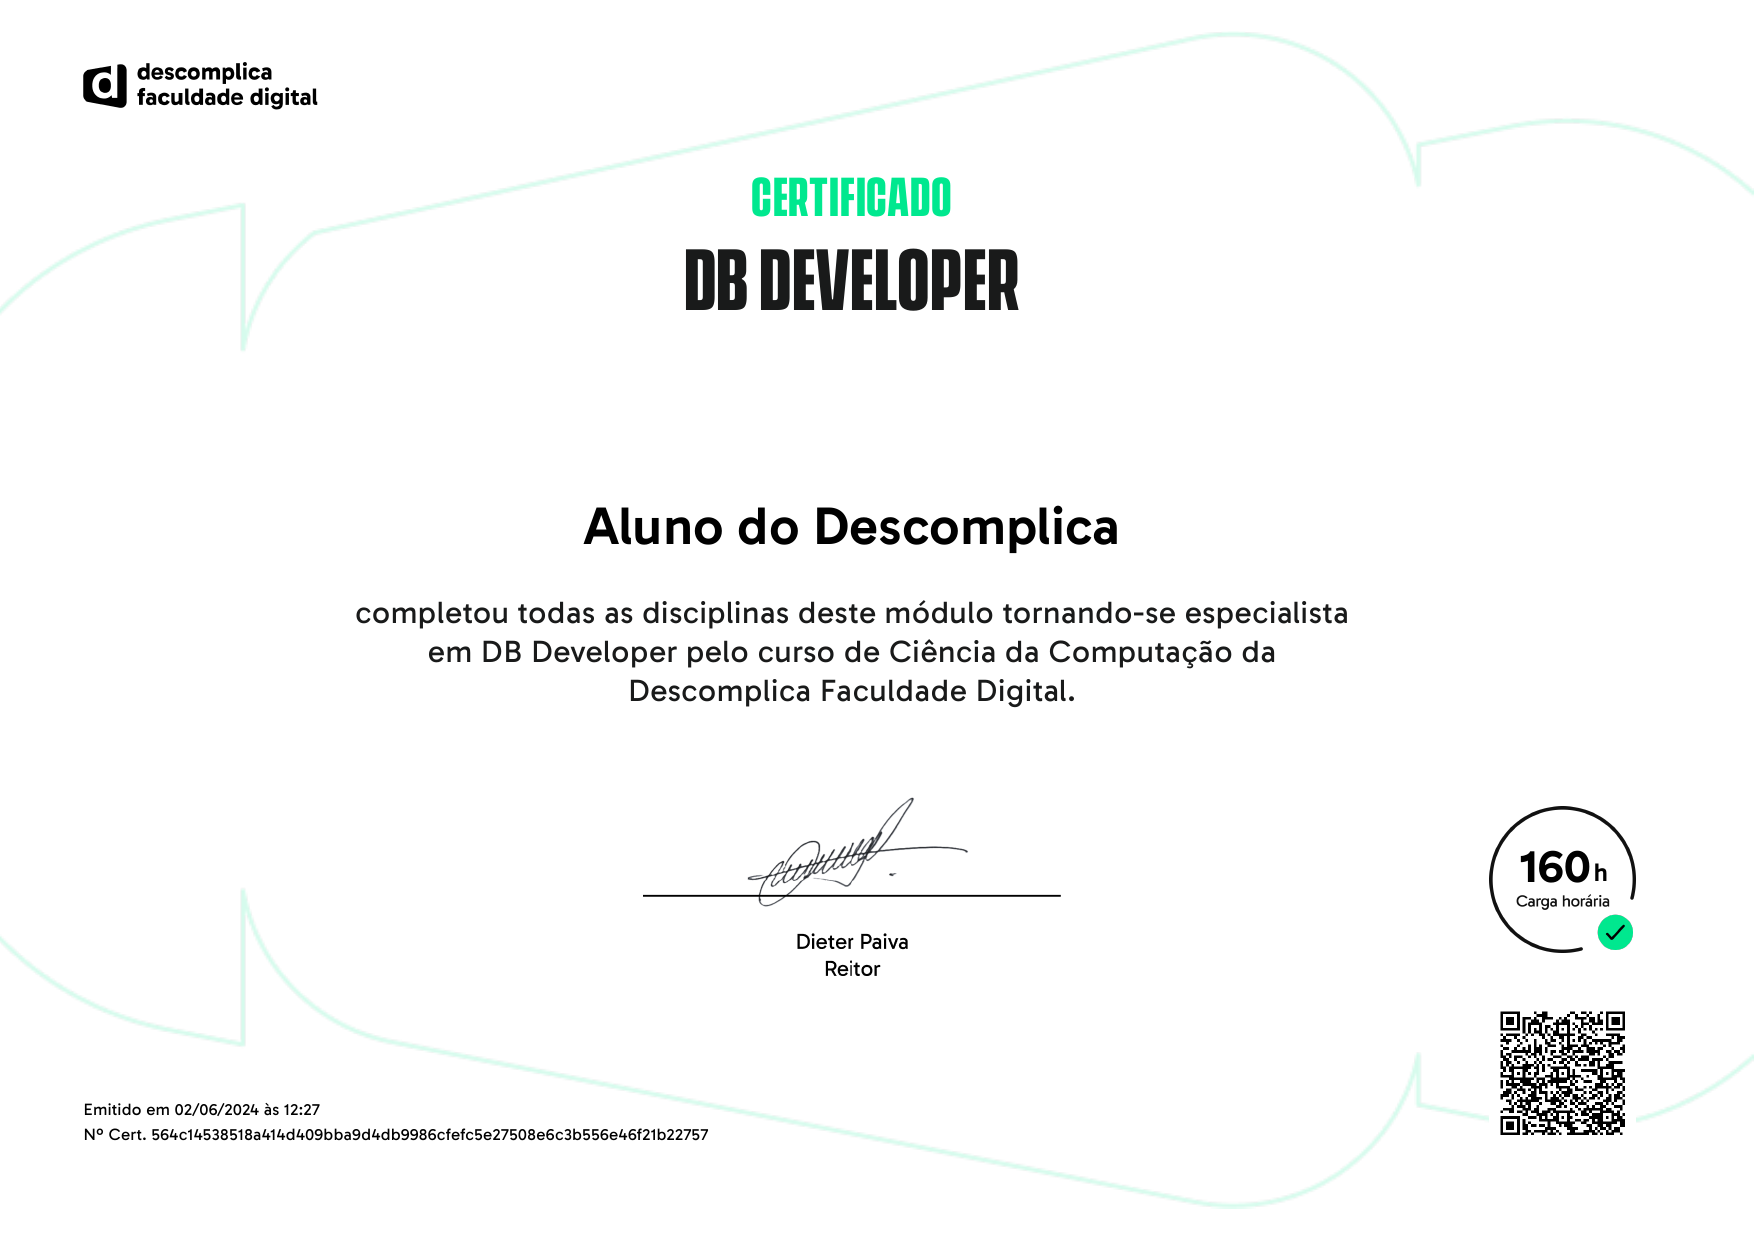 descomplica
faculdade digital
CERTIFICADO
DB DEVELOPER
Aluno do Descomplica
completou todas as disciplinas deste módulo tornando-se especialista
em DB Developer pelo curso de Ciência da Computação da
Descomplica Faculdade Digital.
Dieter Paiva
Reitor
160 h
Carga horária
Emitido em 02/06/2024 às 12:27
Nº Cert. 564c14538518a414d409bba9d4db9986cfefc5e27508e6c3b556e46f21b22757